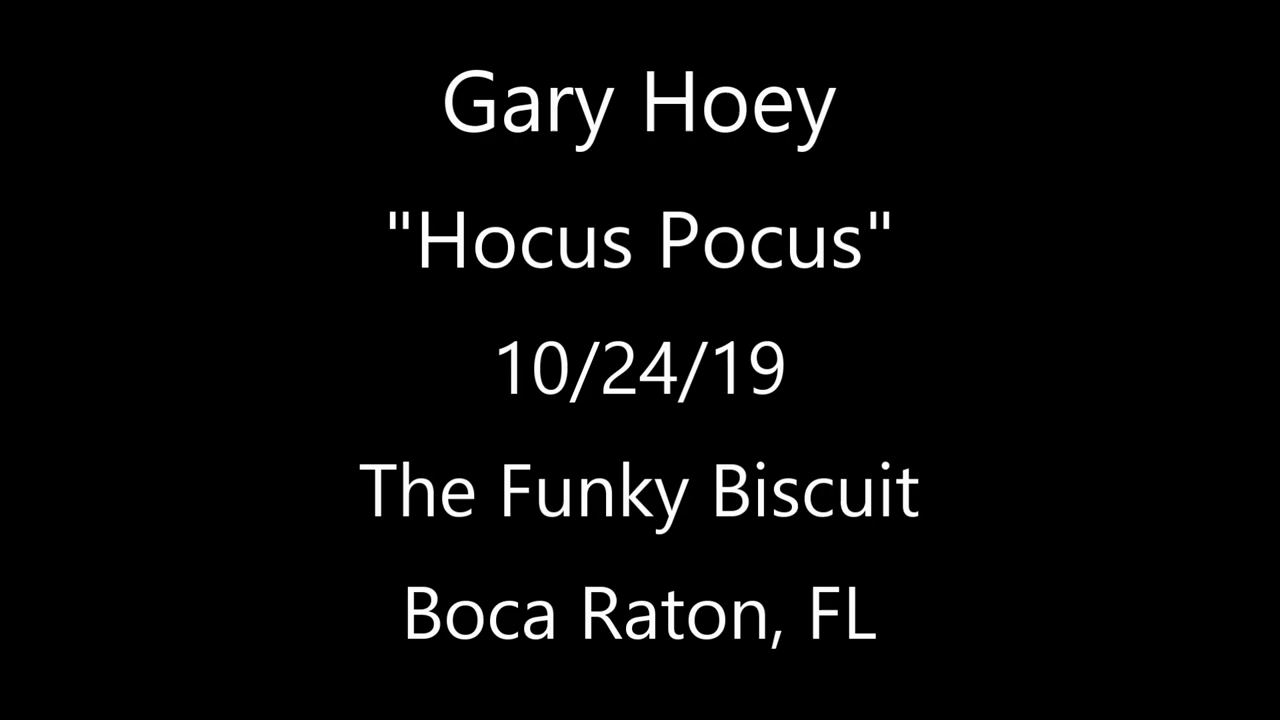 Gary Hoey
"Hocus Pocus"
10/24/19
The Funky Biscuit
Boca Raton, FL